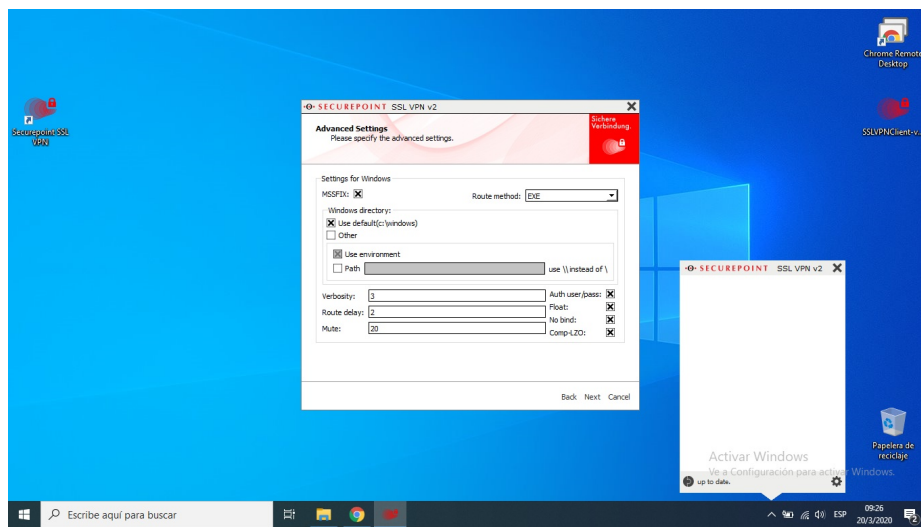 Chrome Remote
Desktop
Securepoint SSL
VPN
SSLVPNClient-v...
SECUREPOINT SSL VPN v2
Sichere
Verbindung.
Advanced Settings
Please specify the advanced settings.
Settings for Windows
MSSFIX:
Route method: EXE
Windows directory:
Use default(c:\windows)
Other
Use environment
Path
use \\ instead of \
Verbosity: 3
Auth user/pass:
Route delay: 2
Float:
No bind:
Mute: 20
Comp-LZO:
Back Next Cancel
SECUREPOINT SSL VPN v2
Papelera de
reciclaje
Activar Windows
Ve a Configuración para activar Windows.
up to date.
Escribe aquí para buscar
ESP
09:26
20/3/2020
2